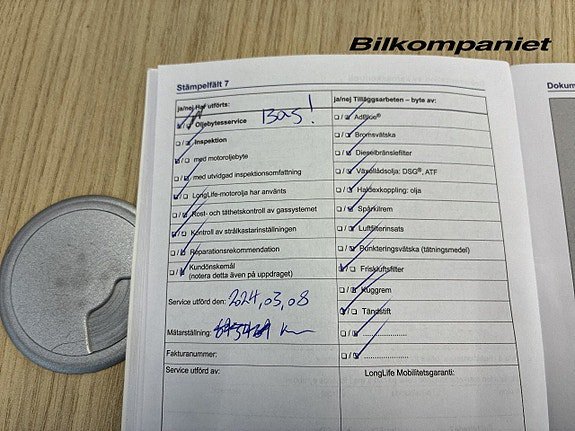 Bilkompaniet
Stämpelfält 7
Dokum
ja/nej Har utförts:
Oljebytesservice Bas!
Inspektion
med motoroljebyte
med utvidgad inspektionsomfattning
LongLife-motorolja har använts
Rost- och täthetskontroll av gassystemet
Kontroll av strålkastarinställningen
Reparationsrekommendation
Kundönskemål
(notera detta även på uppdraget)
Service utförd den: 2024,03,08
Mätarställning: Km
Fakturanummer:
Service utförd av:
ja/nej Tilläggsarbeten – byte av:
AdBlue®
Bromsvätska
Dieselbränslefilter
Växellådsolja: DSG®, ATF
Haldexkoppling: olja
Spårkilrem
Luftfilterinsats
Punkteringsvätska (tätningsmedel)
Friskluftsfilter
Kuggrem
Tändstift
....................
....................
LongLife Mobilitetsgaranti: